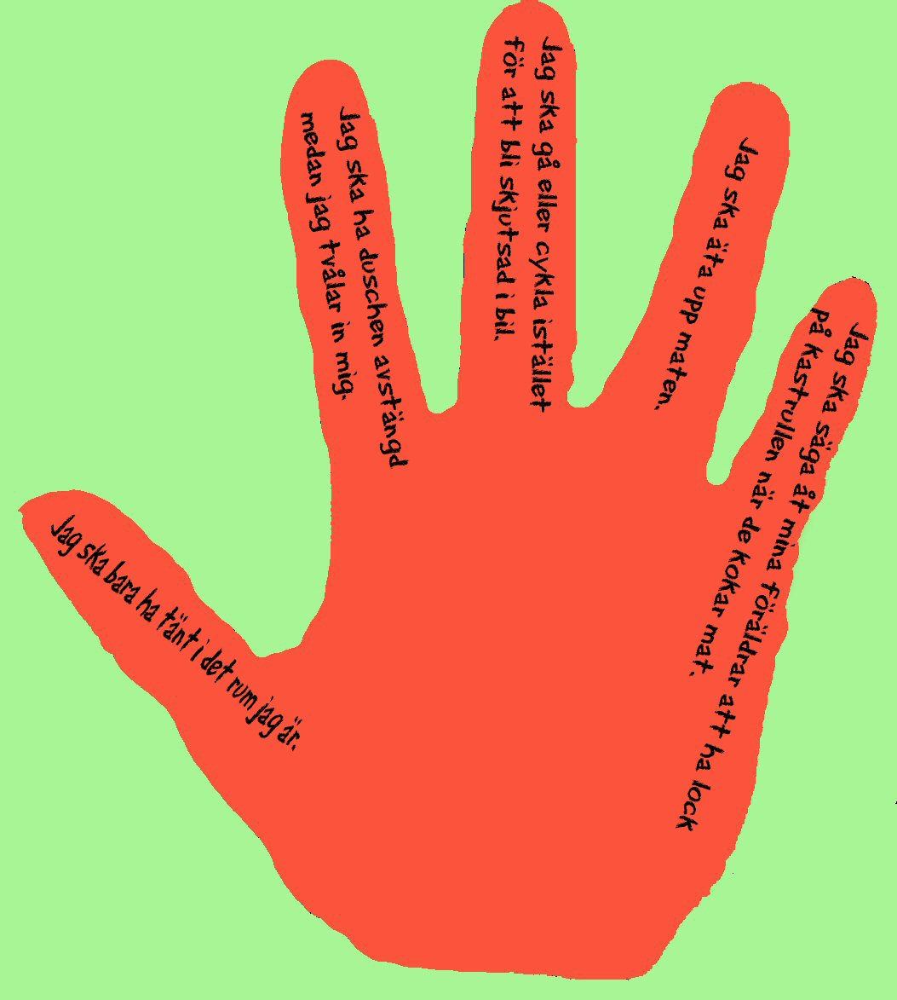 Jag ska bara ha tänt i det rum jag är.
Jag ska ha duschen avstängd
medan jag tvålar in mig.
Jag ska gå eller cykla istället
för att bli skjutsad i bil.
Jag ska äta upp maten.
Jag ska säga åt mina föräldrar att ha lock
på kastrullen när de kokar mat.